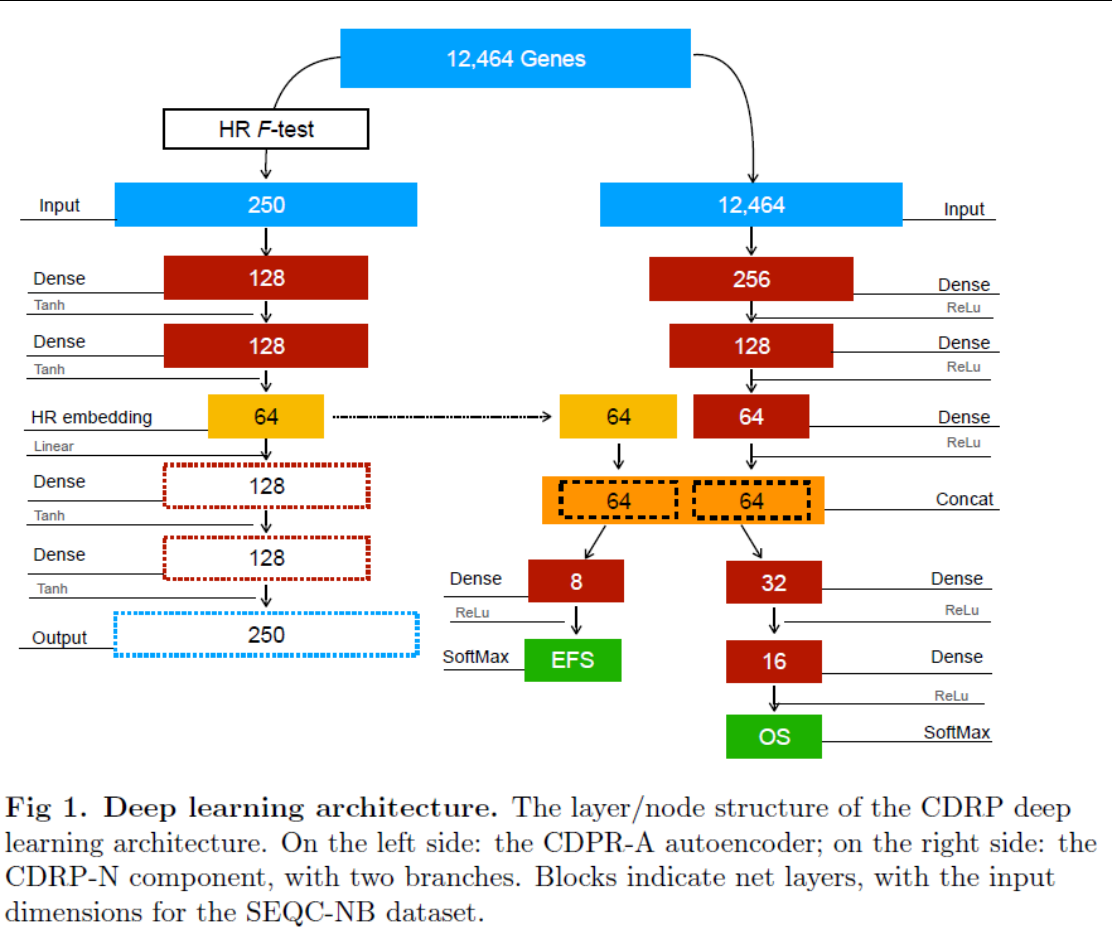 12,464 Genes
HR F-test
Input
250
12,464
Input
Dense
128
256
Dense
Tanh
ReLu
Dense
128
128
Dense
Tanh
ReLu
HR embedding
64
64
64
Dense
Linear
ReLu
Dense
128
64
64
Concat
Tanh
Dense
128
Dense
8
32
Dense
Tanh
ReLu
ReLu
Output
250
SoftMax
EFS
16
Dense
ReLu
OS
SoftMax
Fig 1. Deep learning architecture. The layer/node structure of the CDRP deep
learning architecture. On the left side: the CDPR-A autoencoder; on the right side: the
CDRP-N component, with two branches. Blocks indicate net layers, with the input
dimensions for the SEQC-NB dataset.